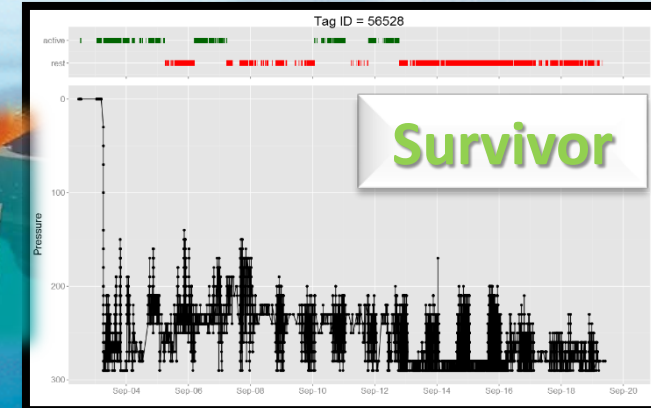 Tag ID = 56528
active
rest
Survivor
0
100
200
300
Pressure
Sep-04 Sep-06 Sep-08 Sep-10 Sep-12 Sep-14 Sep-16 Sep-18 Sep-20